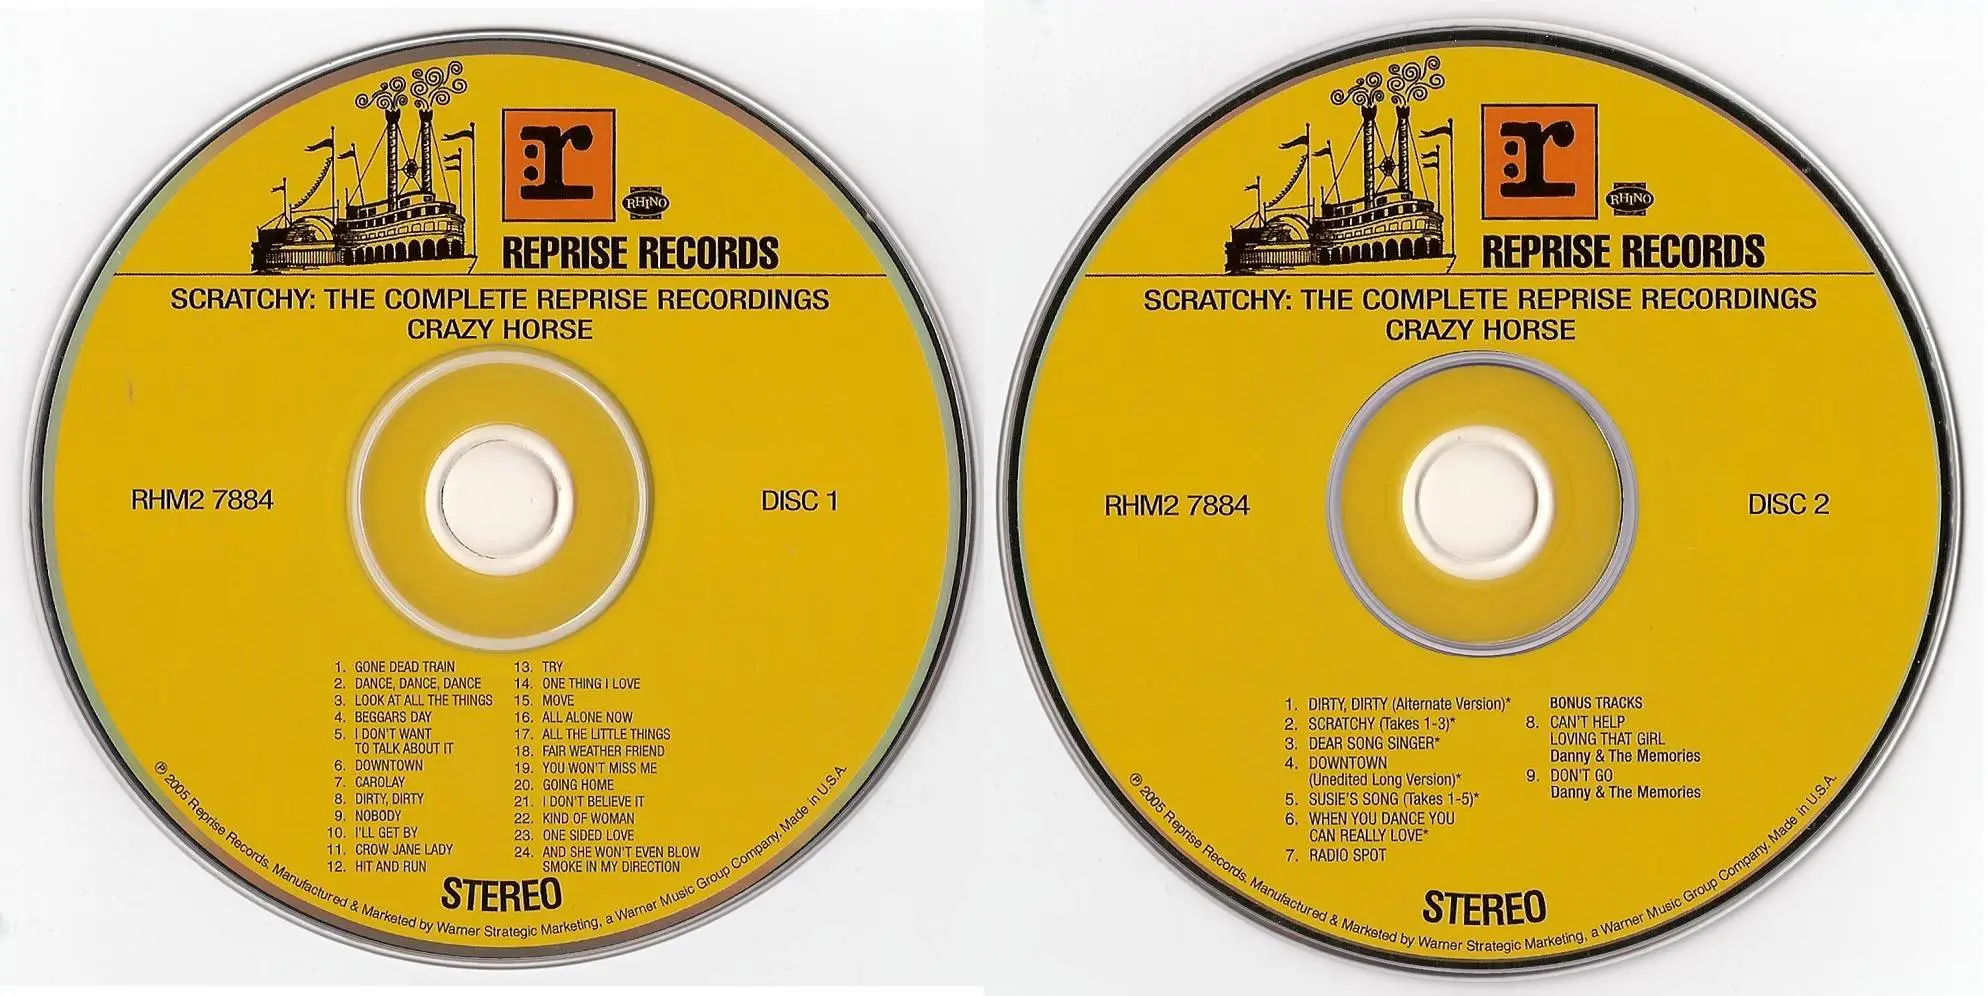 r
RHINO
REPRISE RECORDS
SCRATCHY: THE COMPLETE REPRISE RECORDINGS
CRAZY HORSE
RHM2 7884
DISC 1
1. GONE DEAD TRAIN
2. DANCE, DANCE, DANCE
3. LOOK AT ALL THE THINGS
4. BEGGARS DAY
5. I DON'T WANT
TO TALK ABOUT IT
6. DOWNTOWN
7. CAROLAY
8. DIRTY, DIRTY
9. NOBODY
10. I'LL GET BY
11. CROW JANE LADY
12. HIT AND RUN
13. TRY
14. ONE THING I LOVE
15. MOVE
16. ALL ALONE NOW
17. ALL THE LITTLE THINGS
18. FAIR WEATHER FRIEND
19. YOU WON'T MISS ME
20. GOING HOME
21. I DON'T BELIEVE IT
22. KIND OF WOMAN
23. ONE SIDED LOVE
24. AND SHE WON'T EVEN BLOW
SMOKE IN MY DIRECTION
STEREO
℗ 2005 Reprise Records. Manufactured & Marketed by Warner Strategic Marketing, a Warner Music Group Company. Made in U.S.A.
r
RHINO
REPRISE RECORDS
SCRATCHY: THE COMPLETE REPRISE RECORDINGS
CRAZY HORSE
RHM2 7884
DISC 2
1. DIRTY, DIRTY (Alternate Version)*
2. SCRATCHY (Takes 1-3)*
3. DEAR SONG SINGER*
4. DOWNTOWN
(Unedited Long Version)*
5. SUSIE'S SONG (Takes 1-5)*
6. WHEN YOU DANCE YOU
CAN REALLY LOVE*
7. RADIO SPOT
BONUS TRACKS
8. CAN'T HELP
LOVING THAT GIRL
Danny & The Memories
9. DON'T GO
Danny & The Memories
STEREO
℗ 2005 Reprise Records. Manufactured & Marketed by Warner Strategic Marketing, a Warner Music Group Company. Made in U.S.A.